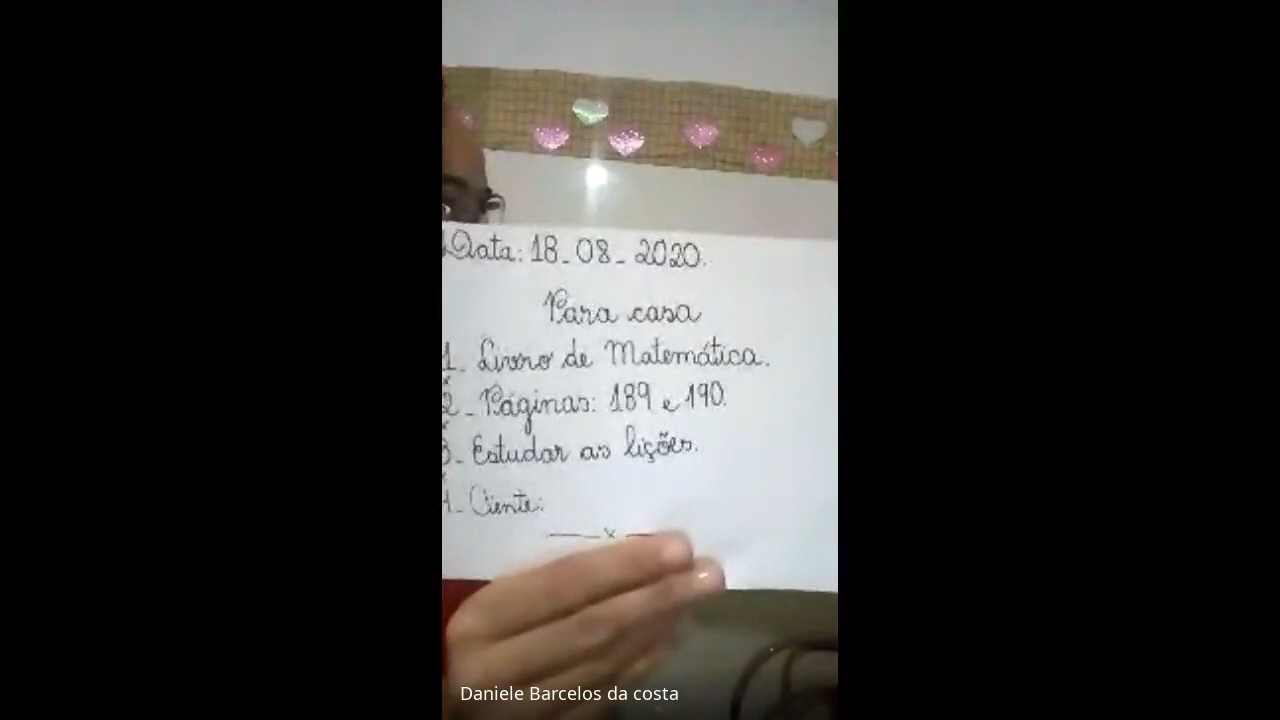 Data: 18-08-2020.
Para casa
1- Livro de Matemática.
2- Páginas: 189 e 190.
3- Estudar as lições.
4- Ciente:
x
Daniele Barcelos da costa